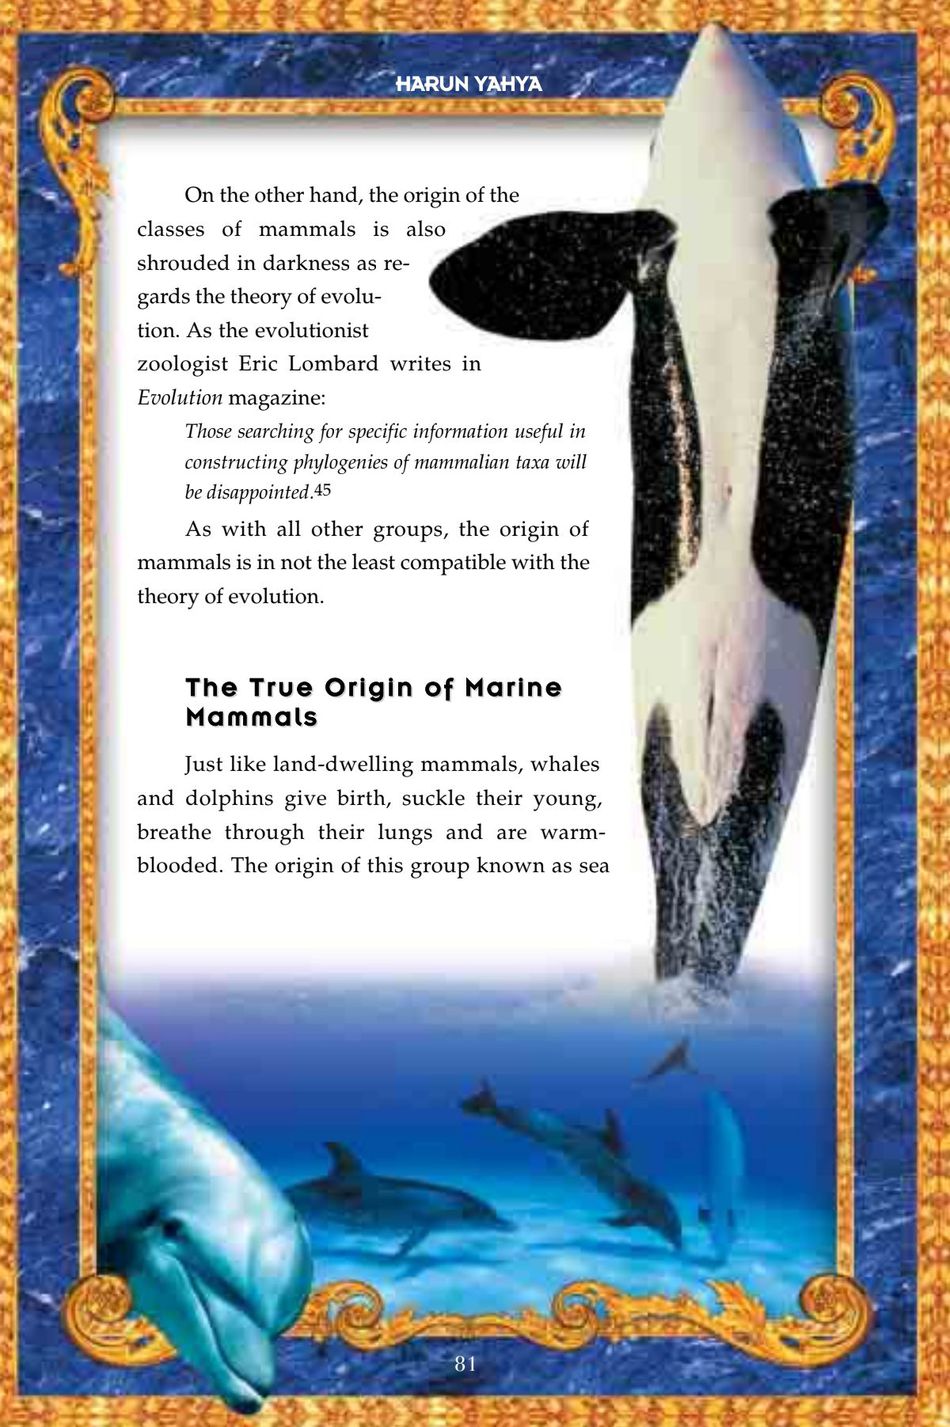 HARUN YAHYA
On the other hand, the origin of the
classes of mammals is also
shrouded in darkness as re-
gards the theory of evolu-
tion. As the evolutionist
zoologist Eric Lombard writes in
Evolution magazine:
Those searching for specific information useful in
constructing phylogenies of mammalian taxa will
be disappointed.45
As with all other groups, the origin of
mammals is in not the least compatible with the
theory of evolution.
The True Origin of Marine
Mammals
Just like land-dwelling mammals, whales
and dolphins give birth, suckle their young,
breathe through their lungs and are warm-
blooded. The origin of this group known as sea
81